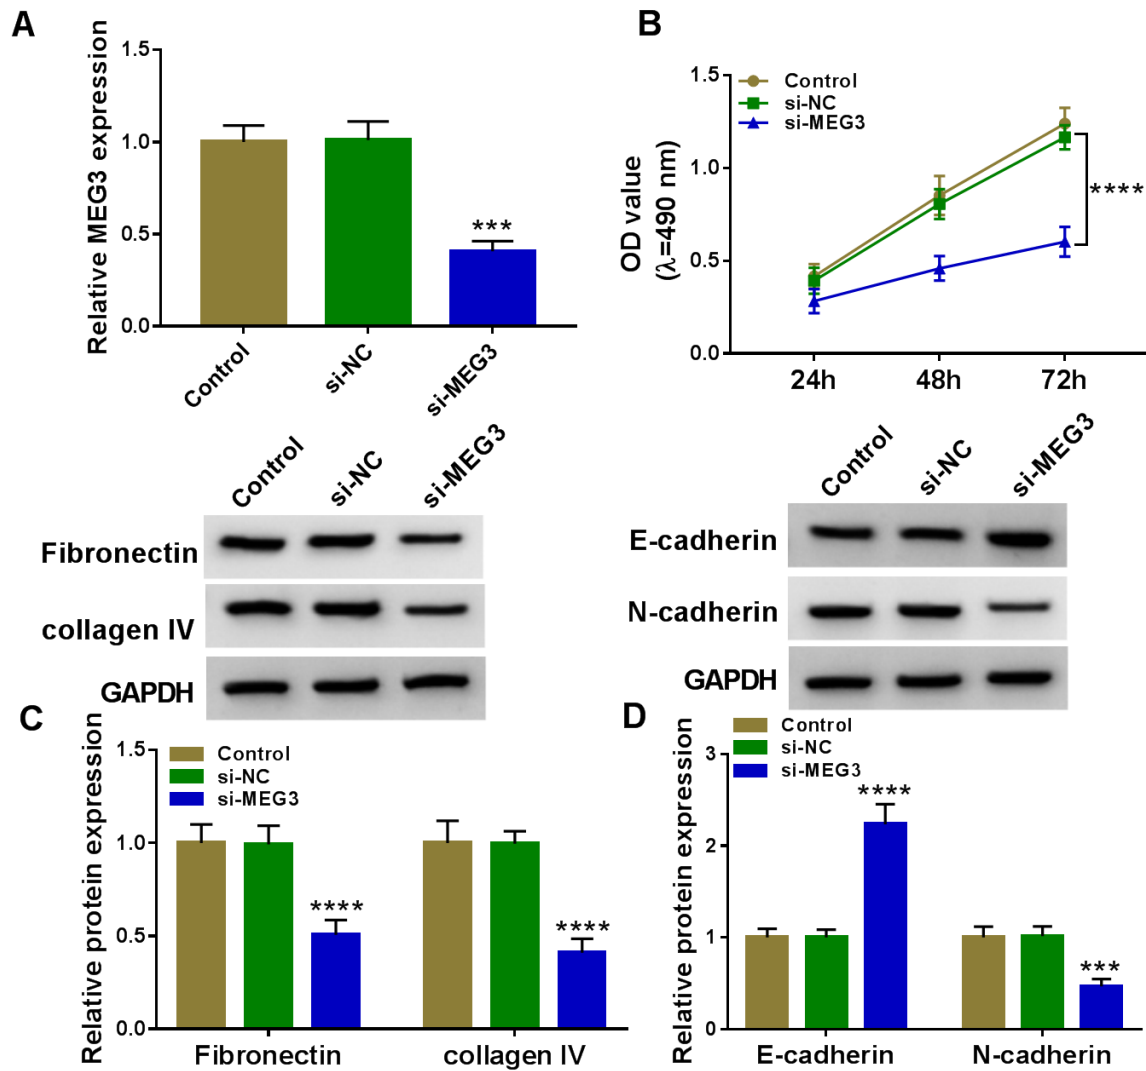 A
Relative MEG3 expression
1.5
1.0
0.5
0.0
Control
si-NC
si-MEG3
***
B
OD value
(λ=490 nm)
1.5
1.0
0.5
0.0
Control
si-NC
si-MEG3
****
24h
48h
72h
Control
si-NC
si-MEG3
Fibronectin
collagen IV
GAPDH
Control
si-NC
si-MEG3
E-cadherin
N-cadherin
GAPDH
C
Relative protein expression
1.5
1.0
0.5
0.0
Control
si-NC
si-MEG3
****
****
Fibronectin
collagen IV
D
Relative protein expression
3
2
1
0
Control
si-NC
si-MEG3
****
***
E-cadherin
N-cadherin